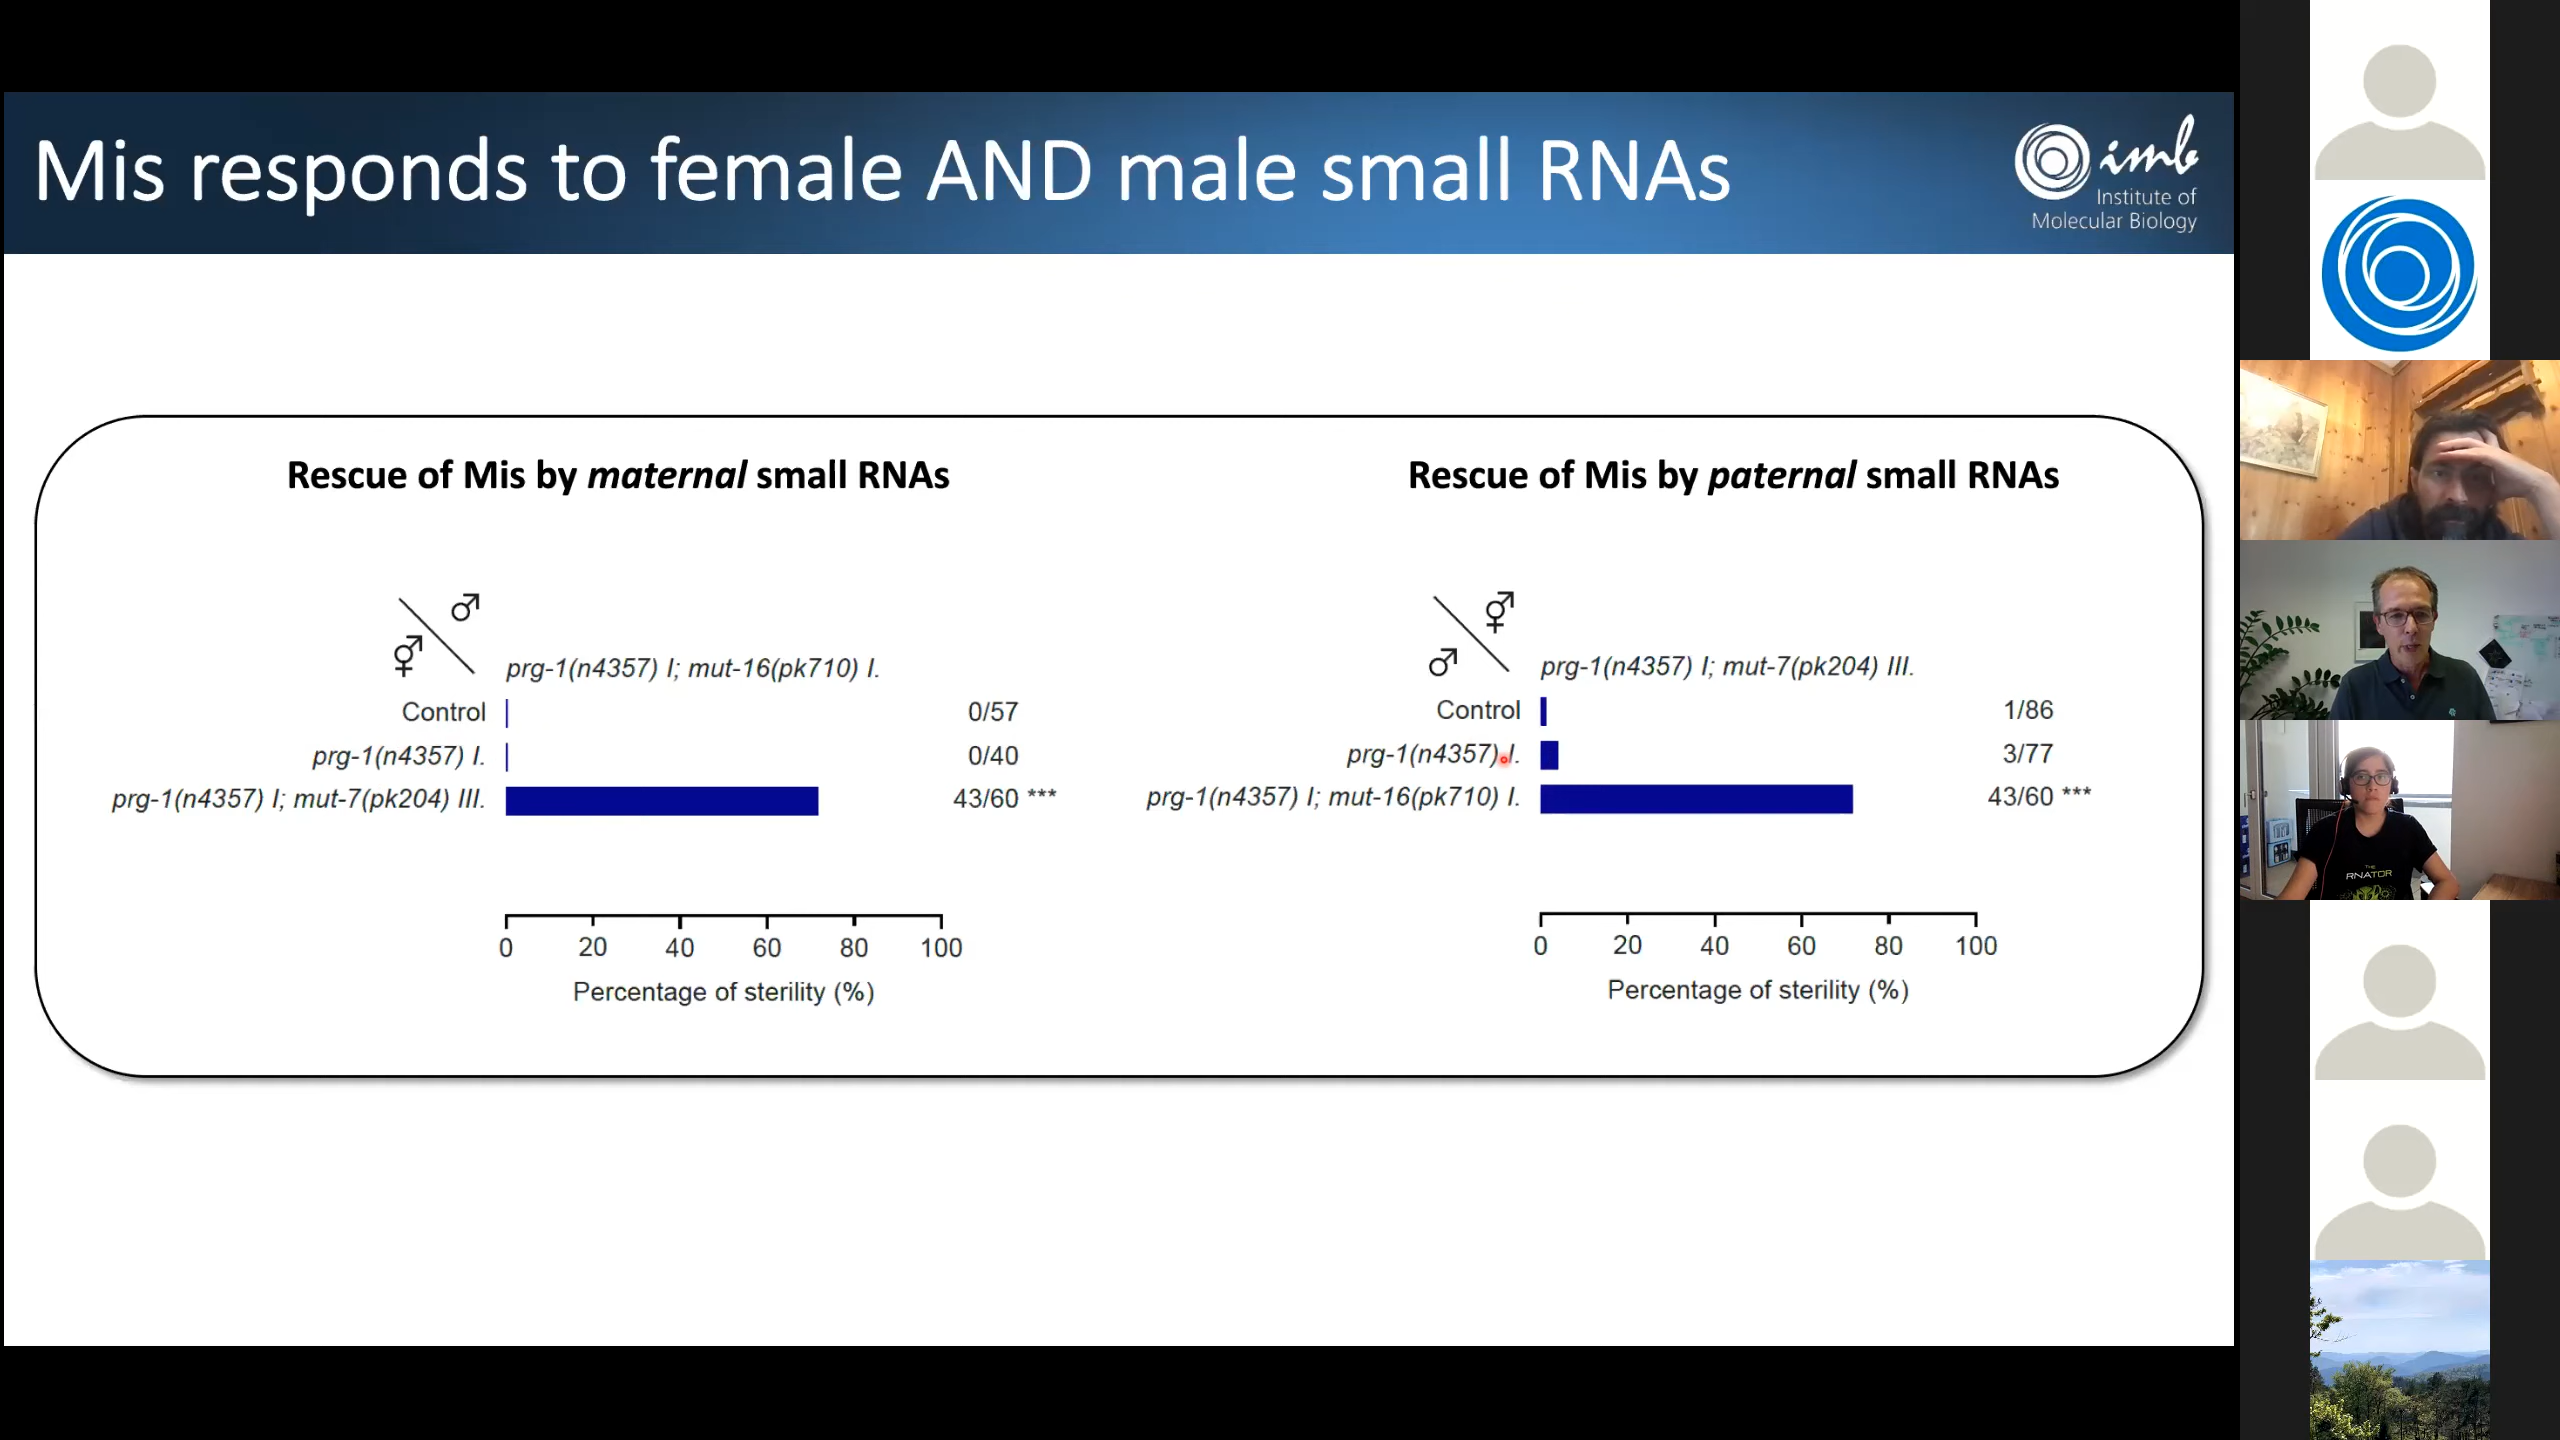 Mis responds to female AND male small RNAs
imb
Institute of
Molecular Biology
Rescue of Mis by maternal small RNAs
♂
⚥
prg-1(n4357) I; mut-16(pk710) I.
Control 0/57
prg-1(n4357) I. 0/40
prg-1(n4357) I; mut-7(pk204) III. 43/60 ***
0 20 40 60 80 100
Percentage of sterility (%)
Rescue of Mis by paternal small RNAs
⚥
♂
prg-1(n4357) I; mut-7(pk204) III.
Control 1/86
prg-1(n4357) I. 3/77
prg-1(n4357) I; mut-16(pk710) I. 43/60 ***
0 20 40 60 80 100
Percentage of sterility (%)
THE
RNATOR